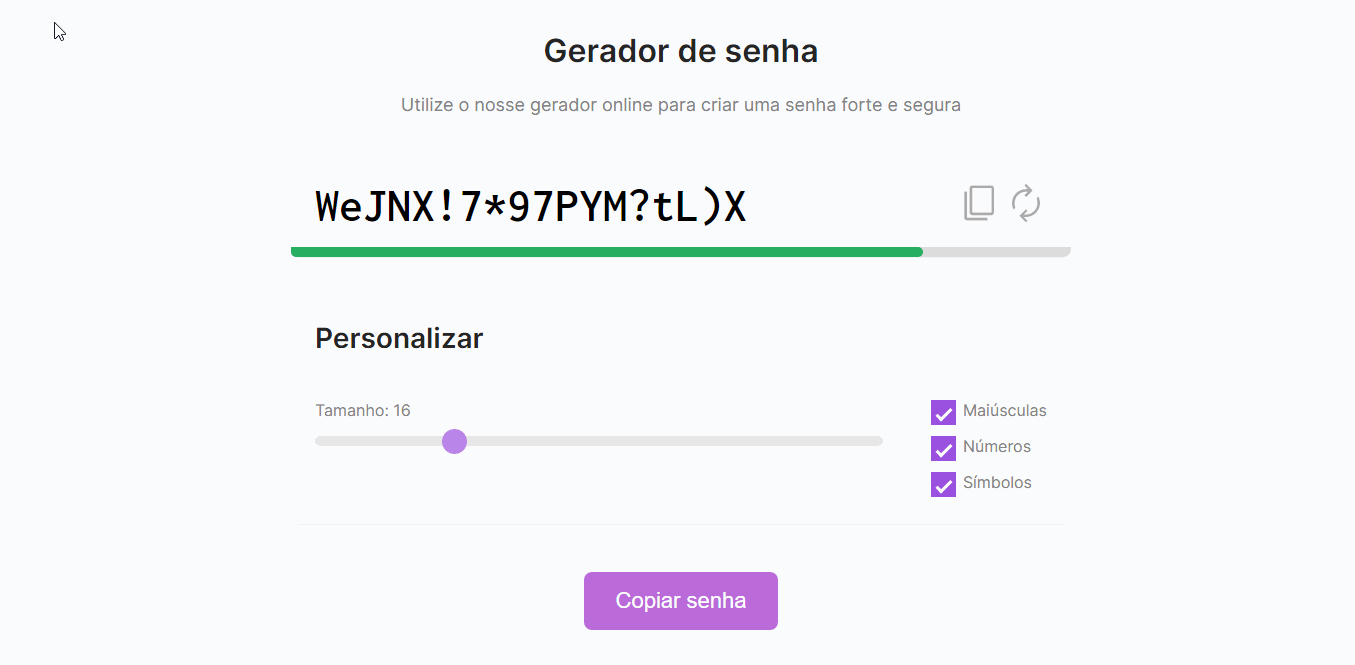 Gerador de senha
Utilize o nosse gerador online para criar uma senha forte e segura
WeJNX!7*97PYM?tL)X
Personalizar
Tamanho: 16
Maiúsculas
Números
Símbolos
Copiar senha